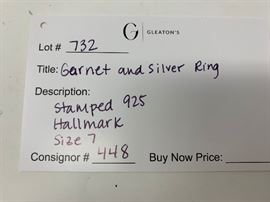 G GLEATON'S
Lot # 732
Title: Garnet and Silver Ring
Description:
Stamped 925
Hallmark
Size 7
Consignor # 448 Buy Now Price: